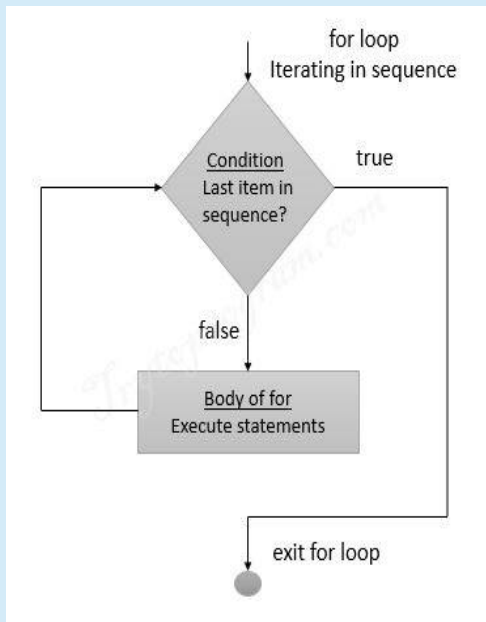 for loop
Iterating in sequence
Condition
Last item in
sequence?
true
false
Body of for
Execute statements
exit for loop